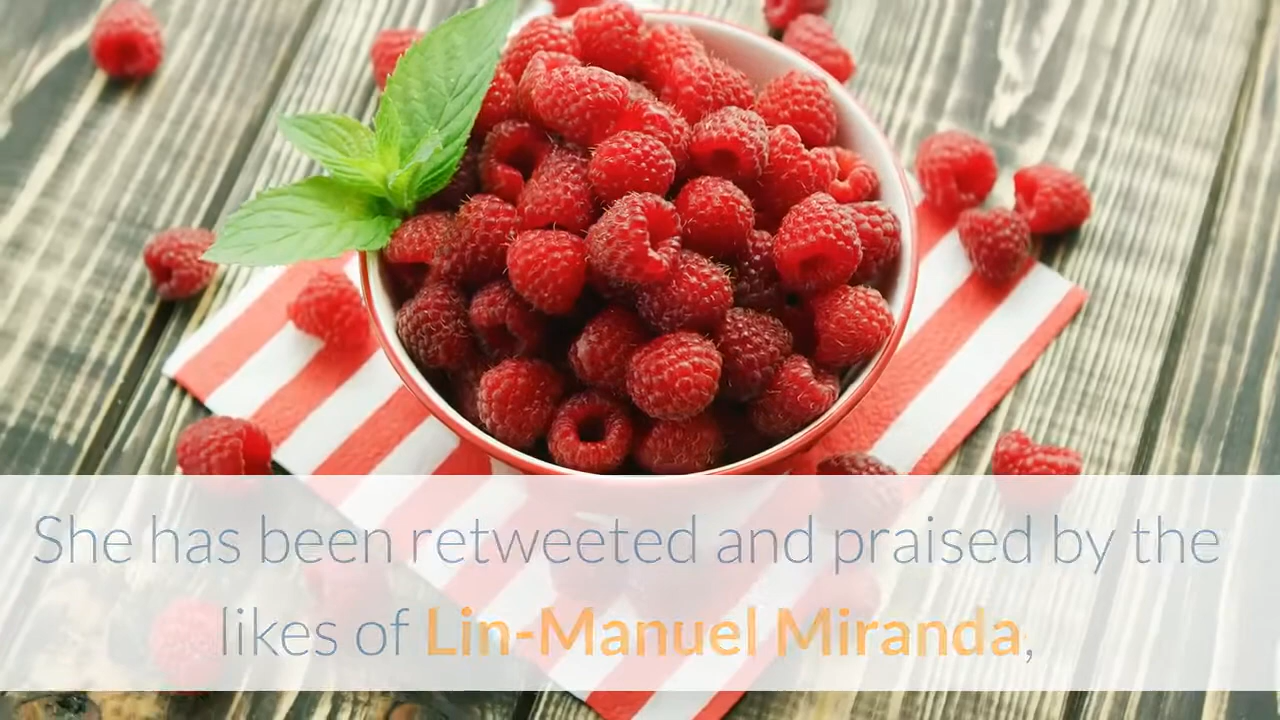 She has been retweeted and praised by the
likes of Lin-Manuel Miranda,